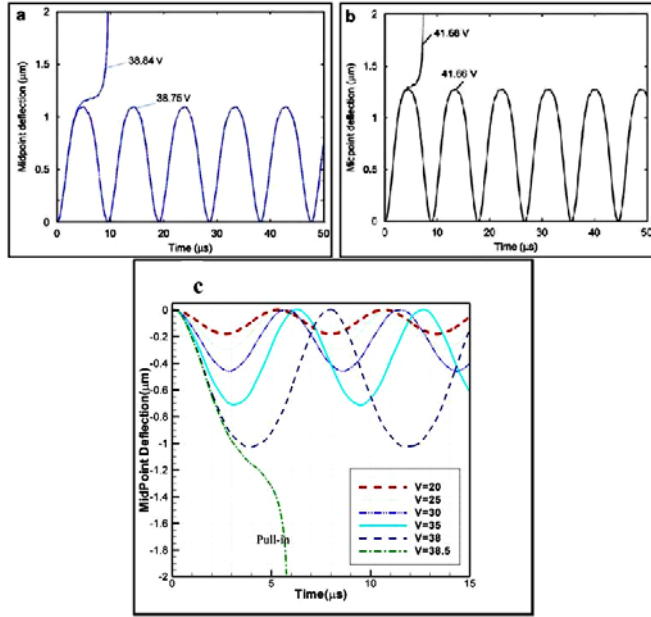 a
2
1.5
1
0.5
0
Midpoint deflection (μm)
38.84 V
38.75 V
0 10 20 30 40 50
Time (μs)
b
2
1.5
1
0.5
0
Midpoint deflection (μm)
41.68 V
41.66 V
0 10 20 30 40 50
Time (μs)
c
0
-0.2
-0.4
-0.6
-0.8
-1
-1.2
-1.4
-1.6
-1.8
-2
MidPoint Deflection(μm)
Pull-in
V=20
V=25
V=30
V=35
V=38
V=38.5
0 5 10 15
Time(μs)